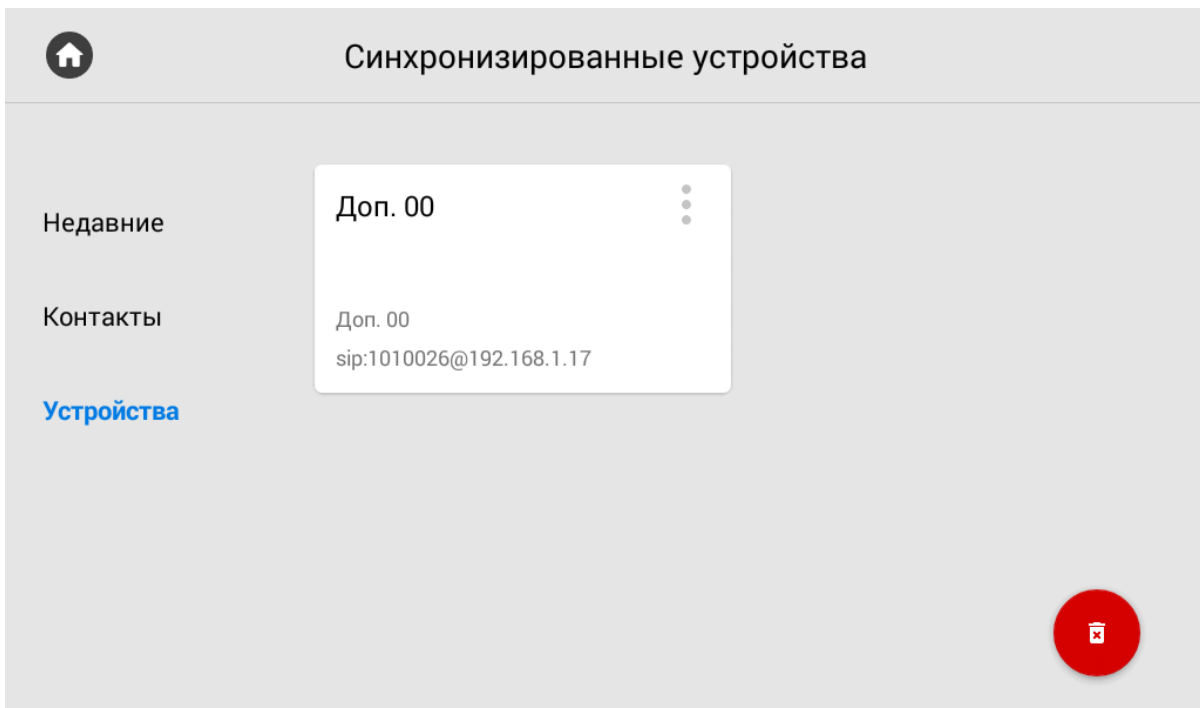 Синхронизированные устройства
Недавние
Контакты
Устройства
Доп. 00
Доп. 00
sip:1010026@192.168.1.17